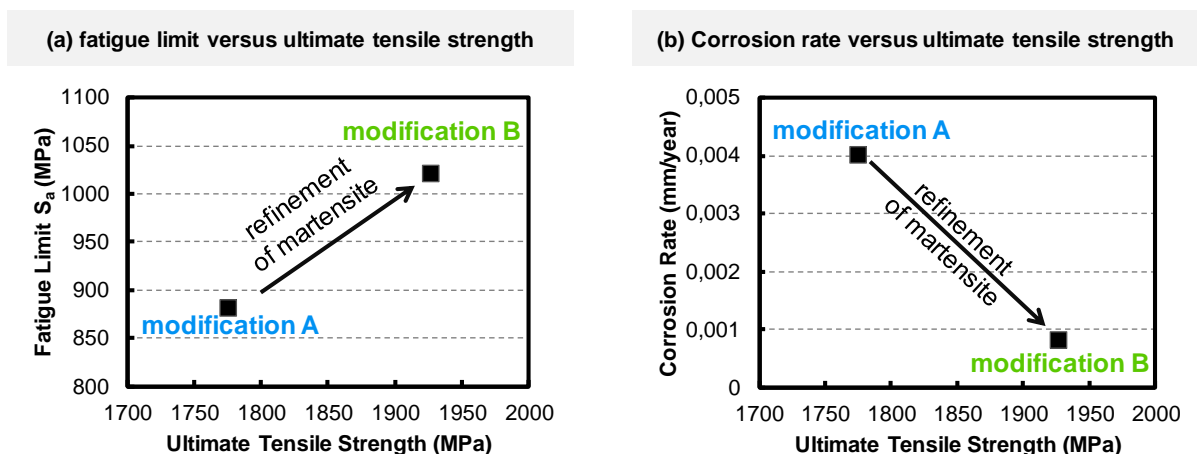 (a) fatigue limit versus ultimate tensile strength
1100
1050
1000
950
900
850
800
Fatigue Limit Sa (MPa)
modification B
refinement
of martensite
modification A
1700 1750 1800 1850 1900 1950 2000
Ultimate Tensile Strength (MPa)
(b) Corrosion rate versus ultimate tensile strength
0,005
0,004
0,003
0,002
0,001
0
Corrosion Rate (mm/year)
modification A
refinement
of martensite
modification B
1700 1750 1800 1850 1900 1950 2000
Ultimate Tensile Strength (MPa)